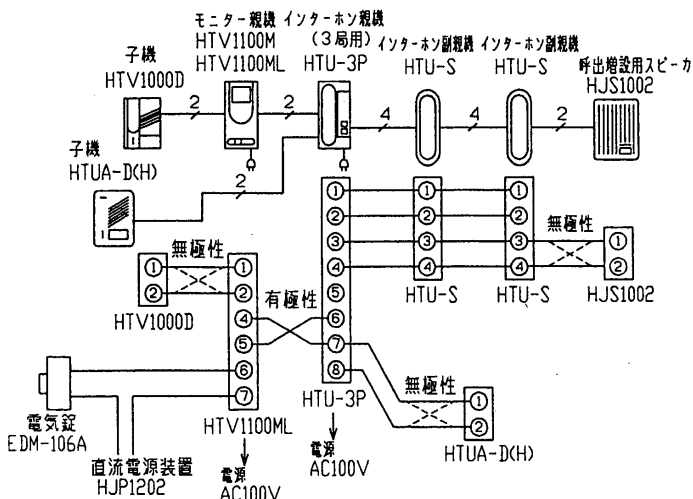 モニター親機
HTV1100M
HTV1100ML
インターホン親機
(3局用)
HTU-3P
インターホン副親機
HTU-S
インターホン副親機
HTU-S
呼出増設用スピーカ
HJS1002
子機
HTV1000D
2
2
4
4
2
子機
HTUA-D(H)
2
無極性
① ①
② ②
HTV1000D
④
⑤
⑥
⑦
HTV1100ML
電源
AC100V
有極性
①
②
③
④
⑤
⑥
⑦
⑧
HTU-3P
電源
AC100V
①
②
③
④
HTU-S
①
②
③
④
HTU-S
無極性
①
②
HJS1002
無極性
①
②
HTUA-D(H)
電気錠
EDM-106A
直流電源装置
HJP1202